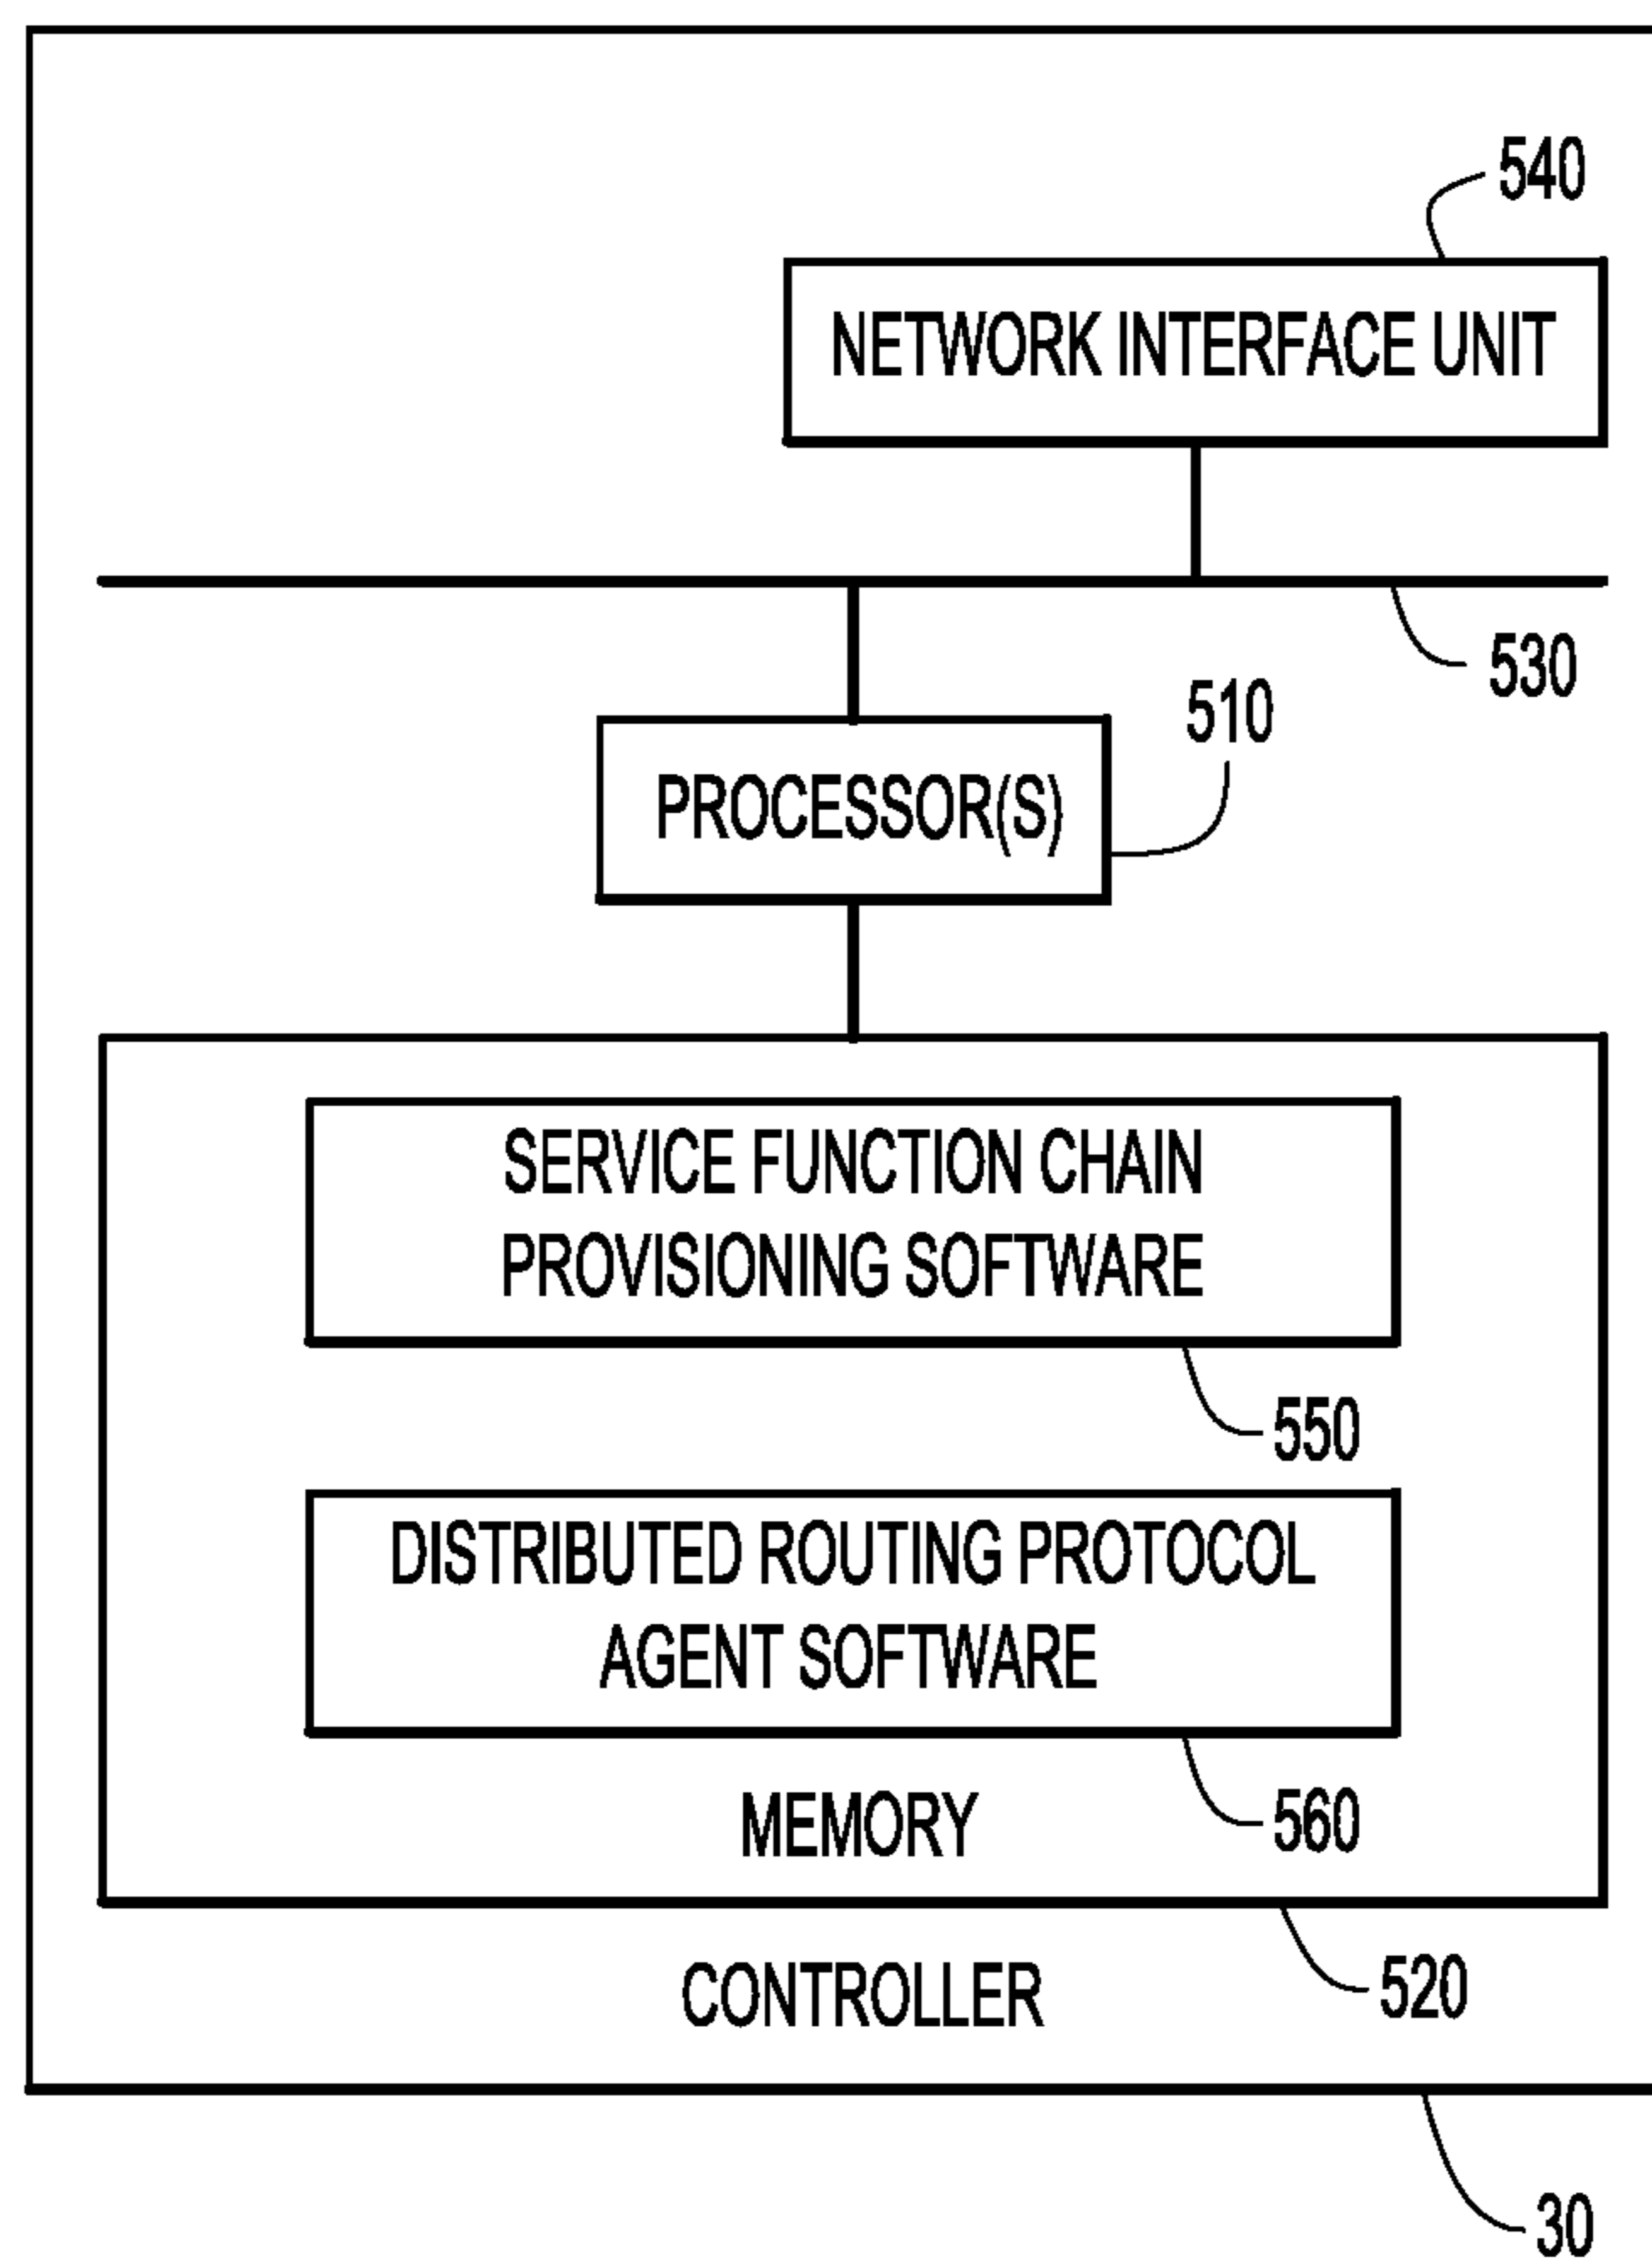 540
NETWORK INTERFACE UNIT
530
510
PROCESSOR(S)
SERVICE FUNCTION CHAIN
PROVISIONING SOFTWARE
550
DISTRIBUTED ROUTING PROTOCOL
AGENT SOFTWARE
560
MEMORY
520
CONTROLLER
30